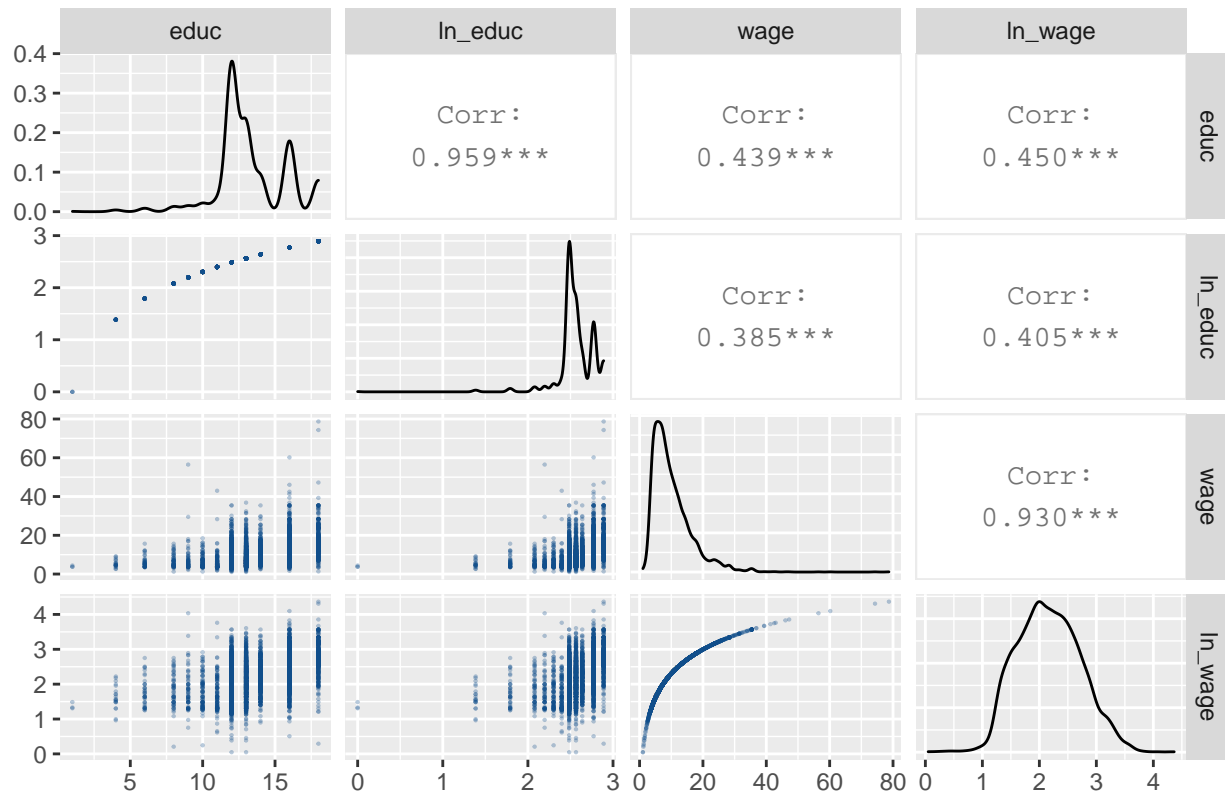 educ ln_educ wage ln_wage
0.4
0.3
0.2
0.1
0.0
Corr:
0.959***
Corr:
0.439***
Corr:
0.450***
educ
3
2
1
0
Corr:
0.385***
Corr:
0.405***
ln_educ
80
60
40
20
0
Corr:
0.930***
wage
4
3
2
1
0
ln_wage
5 10 15 0 1 2 3 0 20 40 60 80 0 1 2 3 4